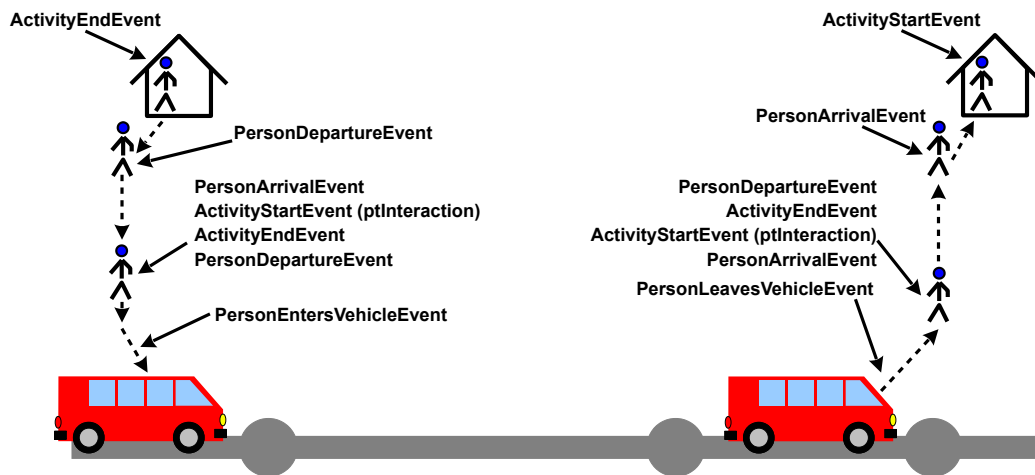 ActivityEndEvent
PersonDepartureEvent
PersonArrivalEvent
ActivityStartEvent (ptInteraction)
ActivityEndEvent
PersonDepartureEvent
PersonEntersVehicleEvent
ActivityStartEvent
PersonArrivalEvent
PersonDepartureEvent
ActivityEndEvent
ActivityStartEvent (ptInteraction)
PersonArrivalEvent
PersonLeavesVehicleEvent